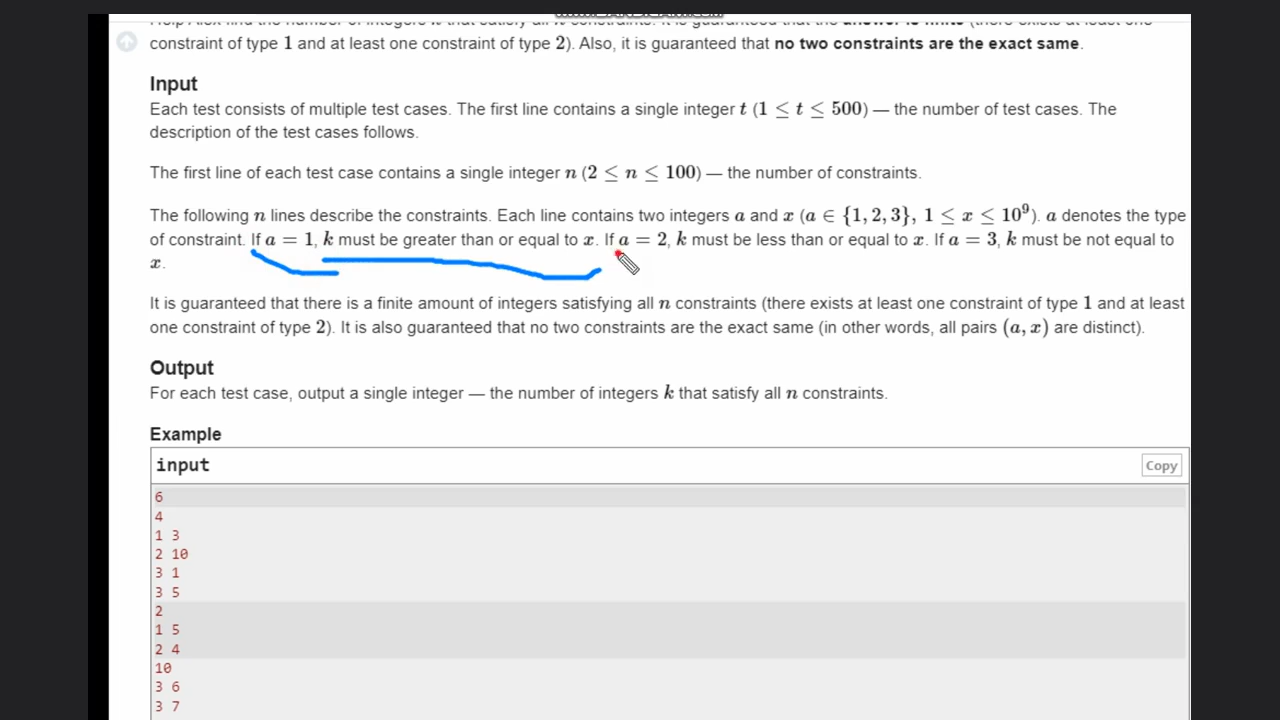 constraint of type 1 and at least one constraint of type 2). Also, it is guaranteed that no two constraints are the exact same.
Input
Each test consists of multiple test cases. The first line contains a single integer t (1 ≤ t ≤ 500) — the number of test cases. The
description of the test cases follows.
The first line of each test case contains a single integer n (2 ≤ n ≤ 100) — the number of constraints.
The following n lines describe the constraints. Each line contains two integers a and x (a ∈ {1, 2, 3}, 1 ≤ x ≤ 10⁹). a denotes the type
of constraint. If a = 1, k must be greater than or equal to x. If a = 2, k must be less than or equal to x. If a = 3, k must be not equal to
x.
It is guaranteed that there is a finite amount of integers satisfying all n constraints (there exists at least one constraint of type 1 and at least
one constraint of type 2). It is also guaranteed that no two constraints are the exact same (in other words, all pairs (a, x) are distinct).
Output
For each test case, output a single integer — the number of integers k that satisfy all n constraints.
Example
input
Copy
6
4
1 3
2 10
3 1
3 5
2
1 5
2 4
10
3 6
3 7